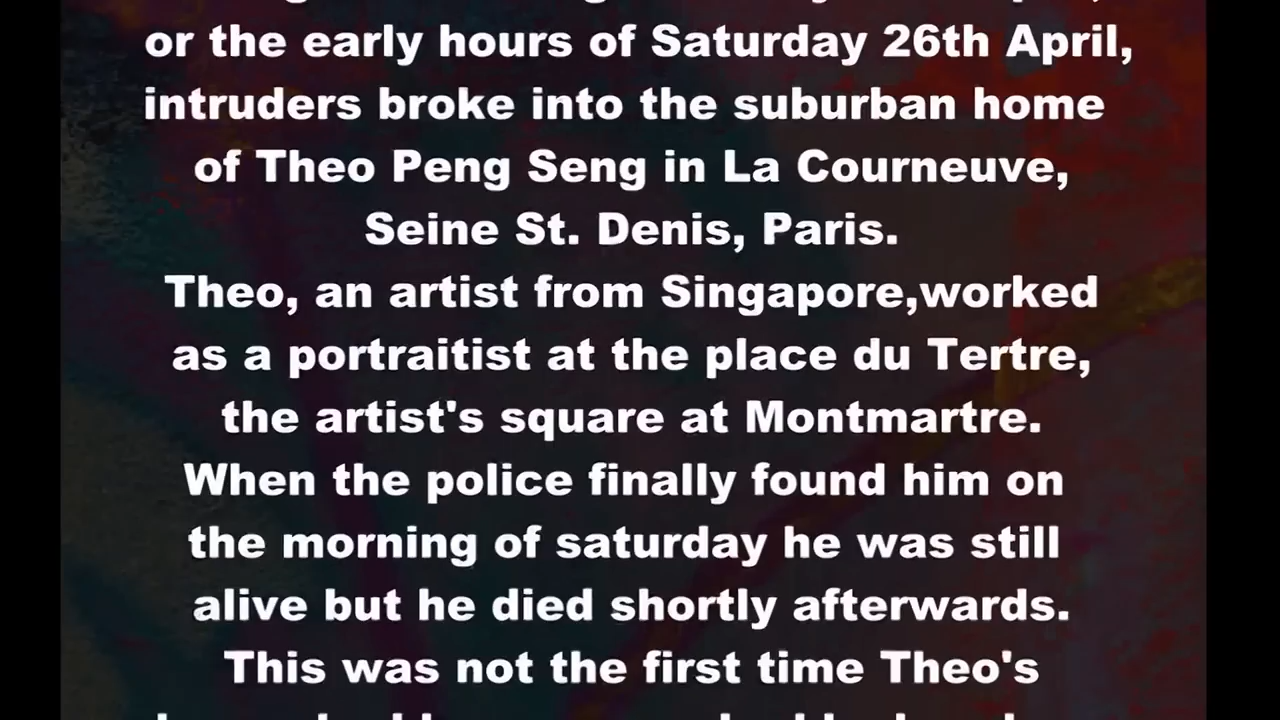 or the early hours of Saturday 26th April,
intruders broke into the suburban home
of Theo Peng Seng in La Courneuve,
Seine St. Denis, Paris.
Theo, an artist from Singapore,worked
as a portraitist at the place du Tertre,
the artist's square at Montmartre.
When the police finally found him on
the morning of saturday he was still
alive but he died shortly afterwards.
This was not the first time Theo's